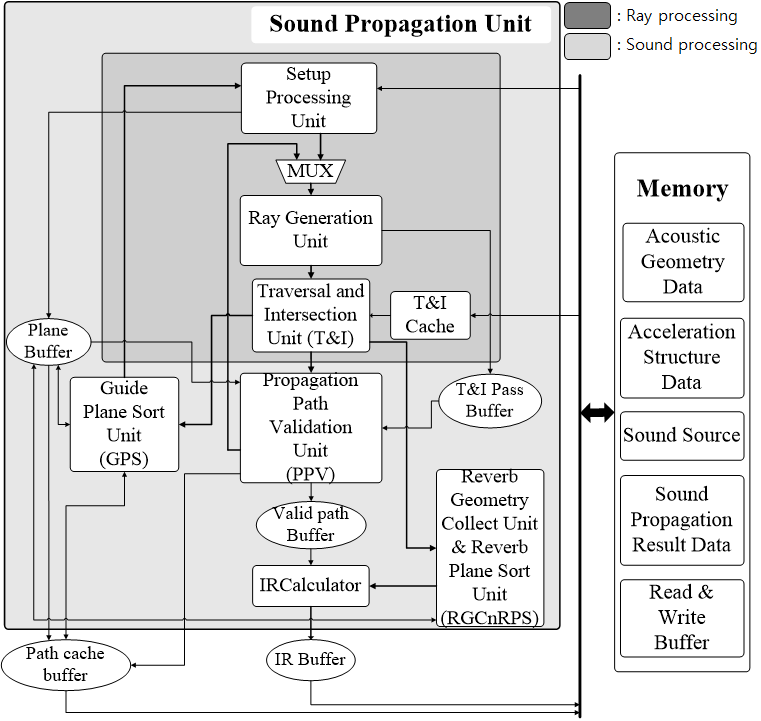 Sound Propagation Unit
: Ray processing
: Sound processing
Setup
Processing
Unit
MUX
Ray Generation
Unit
Traversal and
Intersection
Unit (T&I)
T&I
Cache
Plane
Buffer
Guide
Plane Sort
Unit
(GPS)
Propagation
Path
Validation
Unit
(PPV)
T&I Pass
Buffer
Valid path
Buffer
Reverb
Geometry
Collect Unit
& Reverb
Plane Sort
Unit
(RGCnRPS)
IRCalculator
Path cache
buffer
IR Buffer
Memory
Acoustic
Geometry
Data
Acceleration
Structure
Data
Sound Source
Sound
Propagation
Result Data
Read &
Write
Buffer